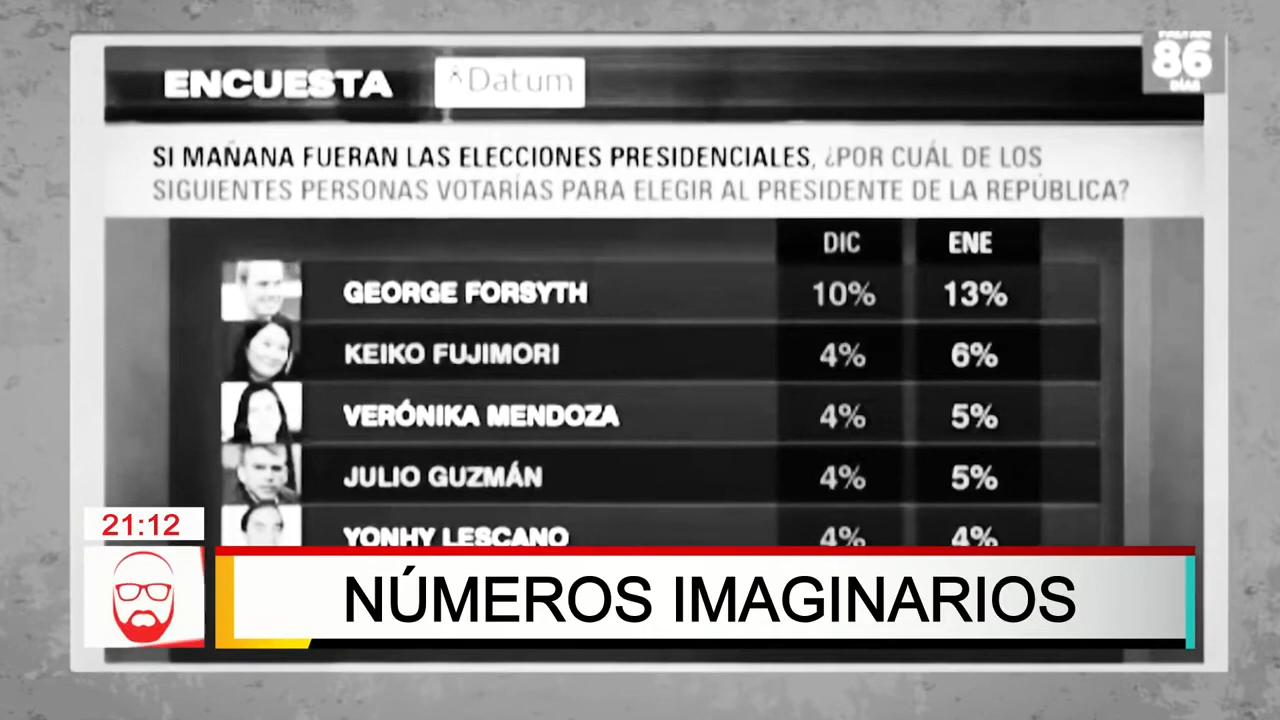 86
DÍAS
ENCUESTA
Datum
SI MAÑANA FUERAN LAS ELECCIONES PRESIDENCIALES, ¿POR CUÁL DE LOS
SIGUIENTES PERSONAS VOTARÍAS PARA ELEGIR AL PRESIDENTE DE LA REPÚBLICA?
DIC ENE
GEORGE FORSYTH 10% 13%
KEIKO FUJIMORI 4% 6%
VERÓNIKA MENDOZA 4% 5%
JULIO GUZMÁN 4% 5%
YONHY LESCANO 4% 4%
21:12
NÚMEROS IMAGINARIOS